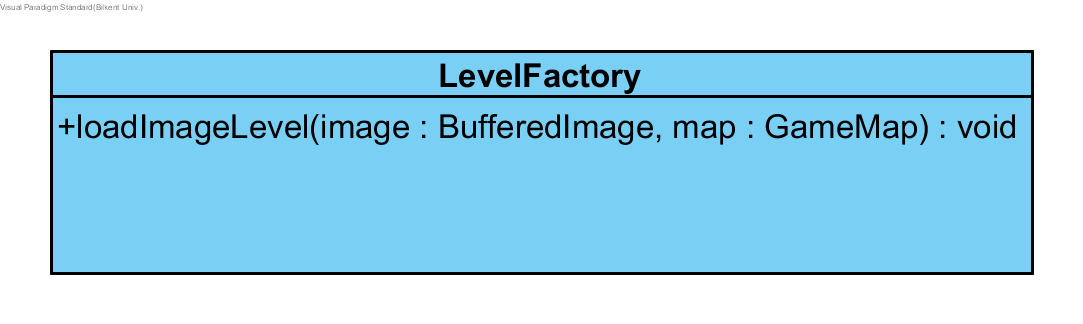 Visual Paradigm Standard(Bilkent Univ.)
LevelFactory
+loadImageLevel(image : BufferedImage, map : GameMap) : void